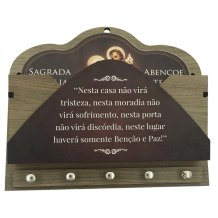 SAGRADA ABENÇOE
"Nesta casa não virá
tristeza, nesta moradia não
virá sofrimento, nesta porta
não virá discórdia, neste lugar
haverá somente Benção e Paz!"